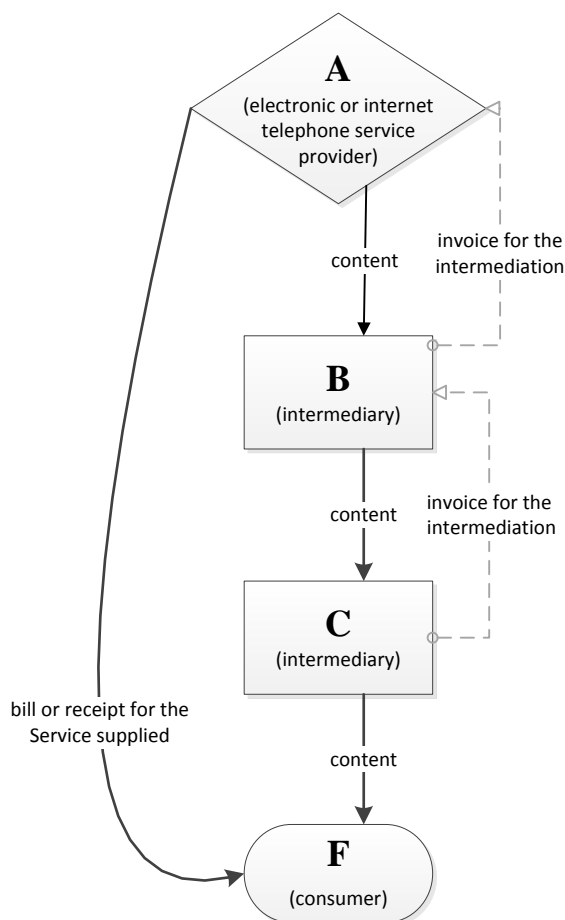 A
(electronic or internet
telephone service
provider)
invoice for the
intermediation
content
B
(intermediary)
invoice for the
intermediation
content
C
(intermediary)
bill or receipt for the
Service supplied
content
F
(consumer)